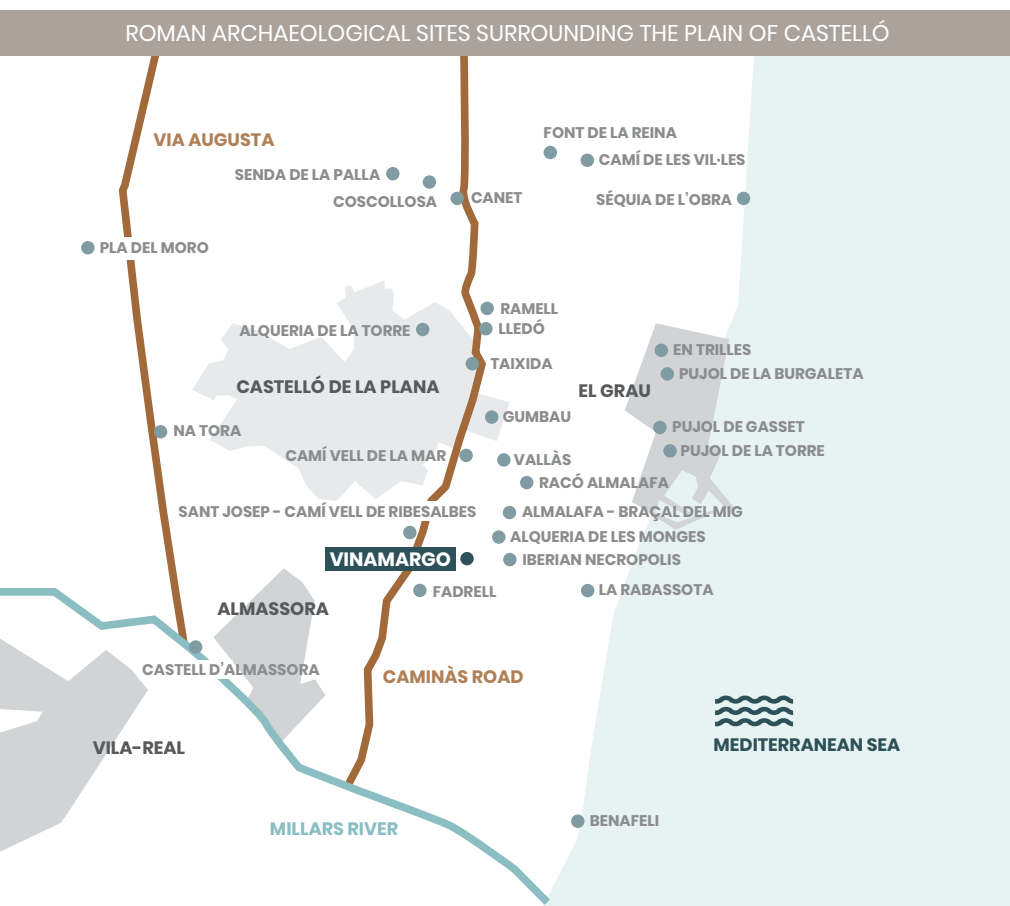 ROMAN ARCHAEOLOGICAL SITES SURROUNDING THE PLAIN OF CASTELLÓ
FONT DE LA REINA
VIA AUGUSTA
CAMÍ DE LES VIL·LES
SENDA DE LA PALLA
COSCOLLOSA
CANET
SÉQUIA DE L'OBRA
PLA DEL MORO
RAMELL
ALQUERIA DE LA TORRE
LLEDÓ
EN TRILLES
TAIXIDA
PUJOL DE LA BURGALETA
CASTELLÓ DE LA PLANA
EL GRAU
GUMBAU
PUJOL DE GASSET
NA TORA
PUJOL DE LA TORRE
CAMÍ VELL DE LA MAR
VALLÀS
RACÓ ALMALAFA
SANT JOSEP - CAMÍ VELL DE RIBESALBES
ALMALAFA - BRAÇAL DEL MIG
ALQUERIA DE LES MONGES
VINAMARGO
IBERIAN NECROPOLIS
FADRELL
LA RABASSOTA
ALMASSORA
CASTELL D'ALMASSORA
CAMINÀS ROAD
VILA-REAL
MEDITERRANEAN SEA
MILLARS RIVER
BENAFELI